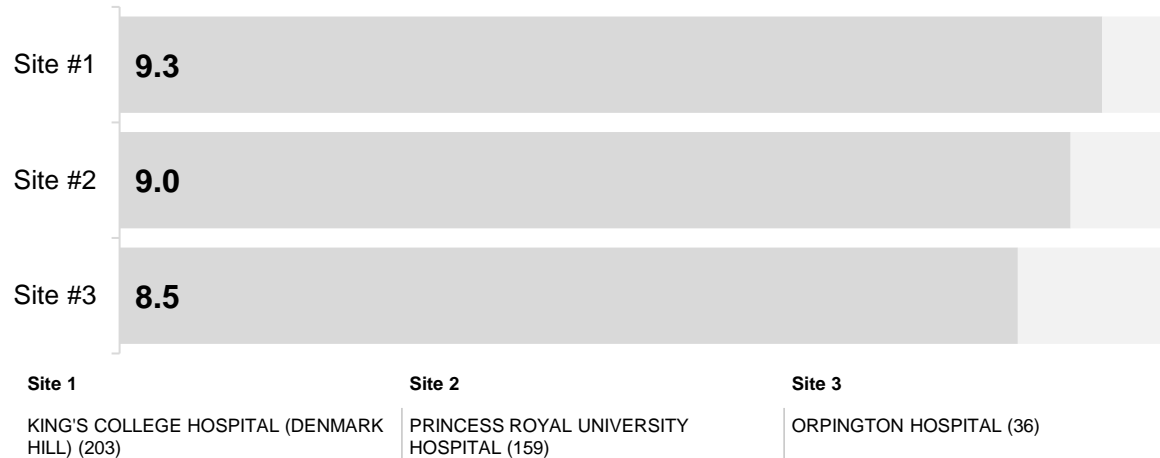 Site #1 9.3
Site #2 9.0
Site #3 8.5
Site 1 Site 2 Site 3
KING'S COLLEGE HOSPITAL (DENMARK
HILL) (203)
PRINCESS ROYAL UNIVERSITY
HOSPITAL (159)
ORPINGTON HOSPITAL (36)